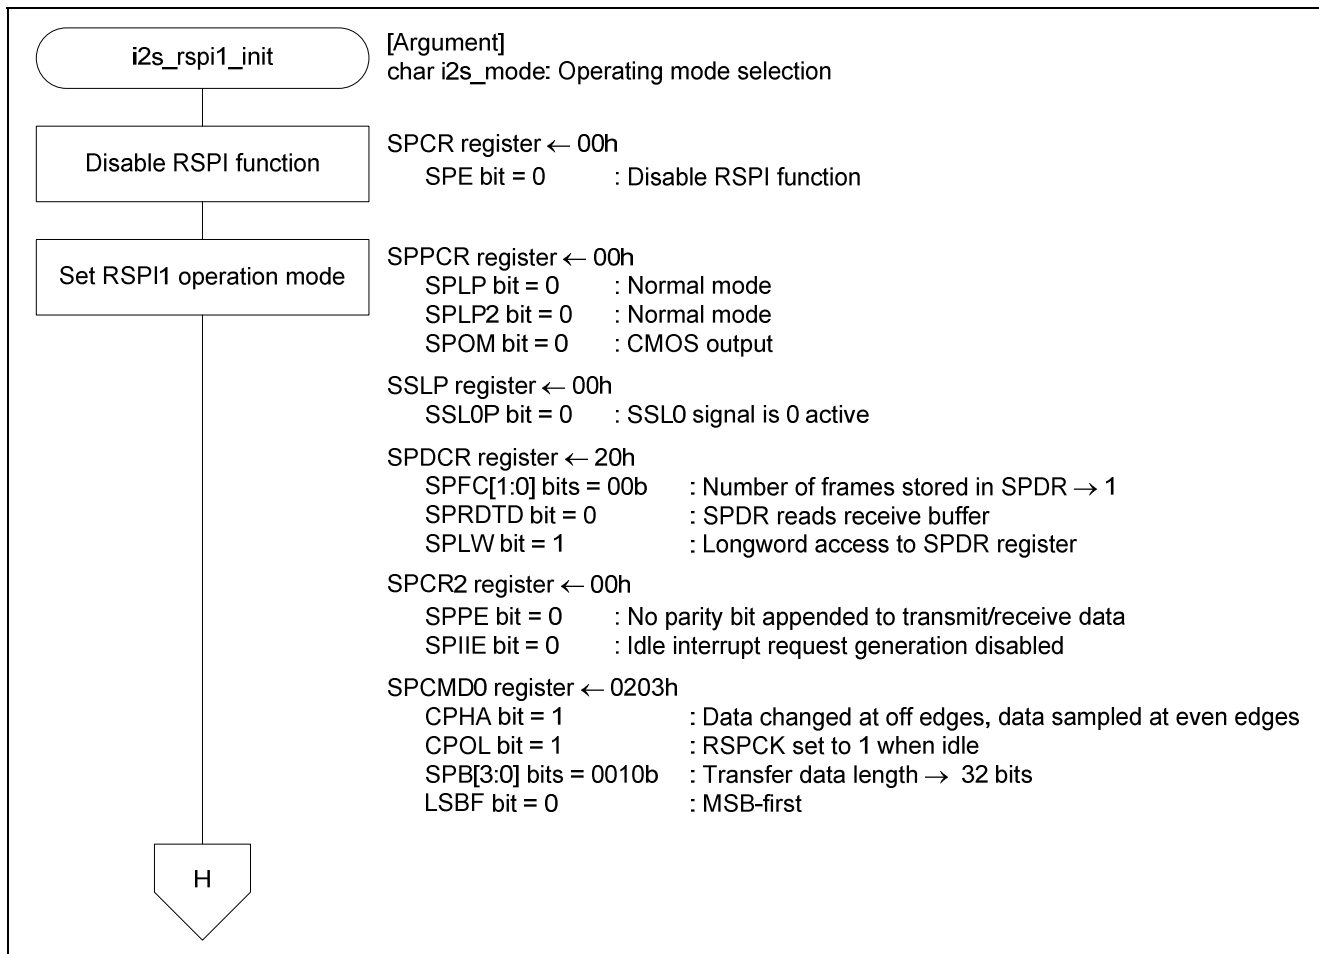 i2s_rspi1_init
[Argument]
char i2s_mode: Operating mode selection
Disable RSPI function
SPCR register ← 00h
SPE bit = 0 : Disable RSPI function
Set RSPI1 operation mode
SPPCR register ← 00h
SPLP bit = 0 : Normal mode
SPLP2 bit = 0 : Normal mode
SPOM bit = 0 : CMOS output
SSLP register ← 00h
SSL0P bit = 0 : SSL0 signal is 0 active
SPDCR register ← 20h
SPFC[1:0] bits = 00b : Number of frames stored in SPDR → 1
SPRDTD bit = 0 : SPDR reads receive buffer
SPLW bit = 1 : Longword access to SPDR register
SPCR2 register ← 00h
SPPE bit = 0 : No parity bit appended to transmit/receive data
SPIIE bit = 0 : Idle interrupt request generation disabled
SPCMD0 register ← 0203h
CPHA bit = 1 : Data changed at off edges, data sampled at even edges
CPOL bit = 1 : RSPCK set to 1 when idle
SPB[3:0] bits = 0010b : Transfer data length → 32 bits
LSBF bit = 0 : MSB-first
H